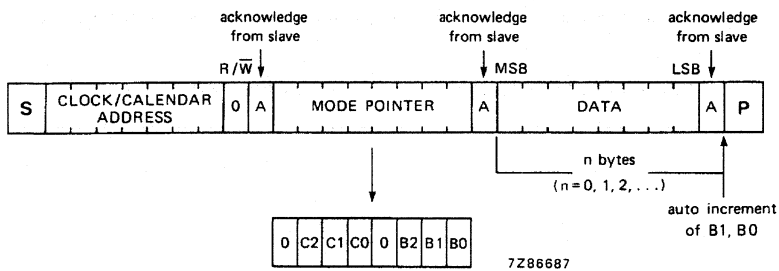 acknowledge from slave
acknowledge from slave
acknowledge from slave
R/W̅
MSB
LSB
S
CLOCK/CALENDAR ADDRESS
0
A
MODE POINTER
A
DATA
A
P
n bytes
(n=0, 1, 2, ...)
auto increment
of B1, B0
0 C2 C1 C0 0 B2 B1 B0
7Z86687